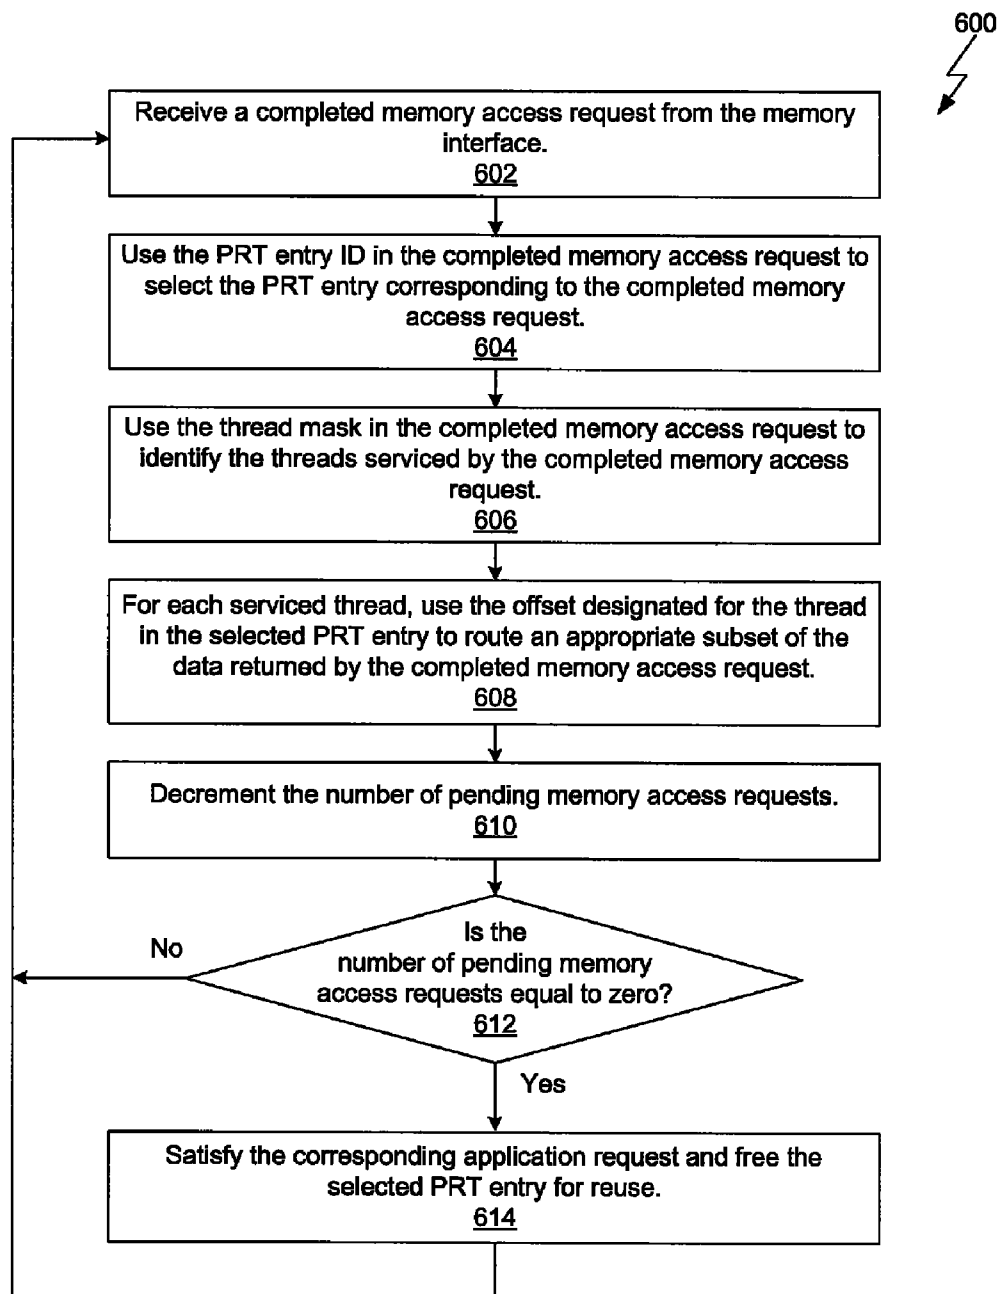 600
Receive a completed memory access request from the memory
interface.
602
Use the PRT entry ID in the completed memory access request to
select the PRT entry corresponding to the completed memory
access request.
604
Use the thread mask in the completed memory access request to
identify the threads serviced by the completed memory access
request.
606
For each serviced thread, use the offset designated for the thread
in the selected PRT entry to route an appropriate subset of the
data returned by the completed memory access request.
608
Decrement the number of pending memory access requests.
610
No
Is the
number of pending memory
access requests equal to zero?
612
Yes
Satisfy the corresponding application request and free the
selected PRT entry for reuse.
614